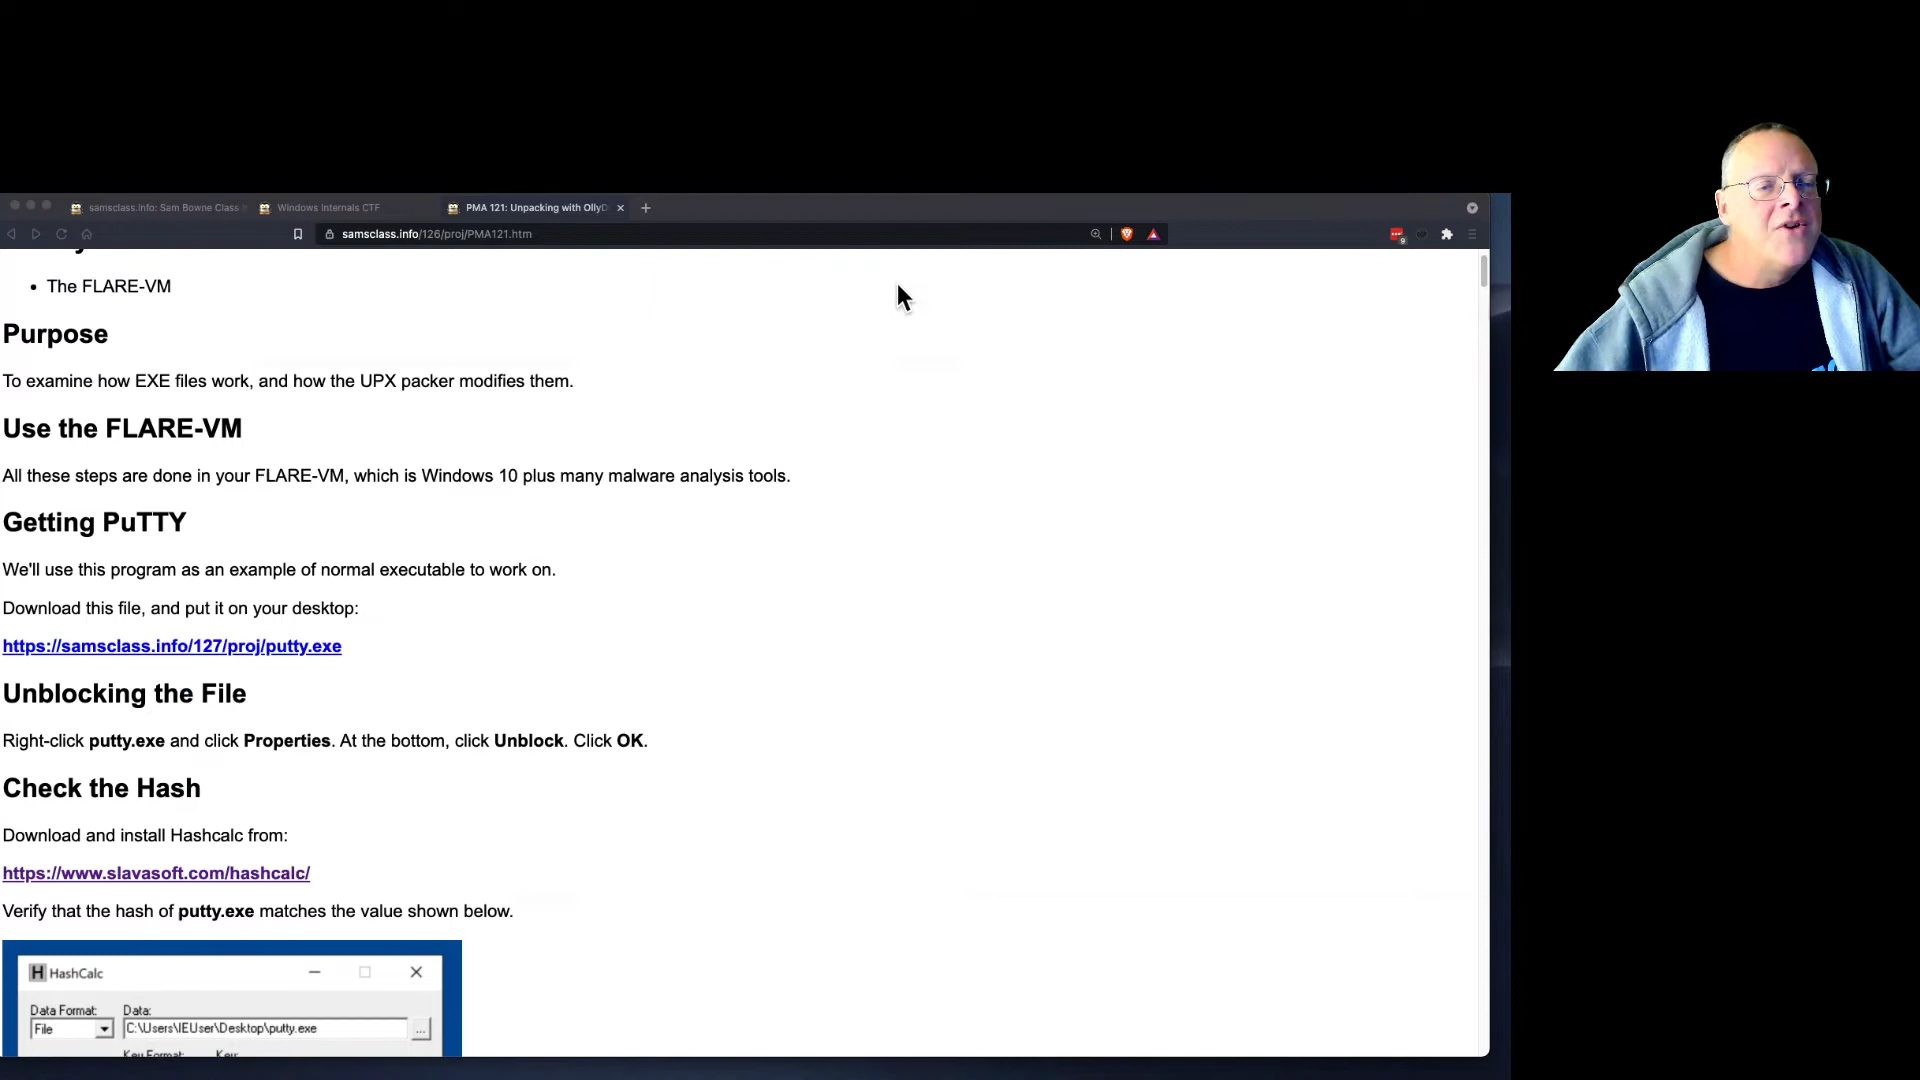 samsclass.info: Sam Bowne Class
Windows Internals CTF
PMA 121: Unpacking with OllyD
samsclass.info/126/proj/PMA121.htm
• The FLARE-VM
Purpose
To examine how EXE files work, and how the UPX packer modifies them.
Use the FLARE-VM
All these steps are done in your FLARE-VM, which is Windows 10 plus many malware analysis tools.
Getting PuTTY
We'll use this program as an example of normal executable to work on.
Download this file, and put it on your desktop:
https://samsclass.info/127/proj/putty.exe
Unblocking the File
Right-click putty.exe and click Properties. At the bottom, click Unblock. Click OK.
Check the Hash
Download and install Hashcalc from:
https://www.slavasoft.com/hashcalc/
Verify that the hash of putty.exe matches the value shown below.
H HashCalc
Data Format: Data:
File C:\Users\IEUser\Desktop\putty.exe ...
Key Format: Key: